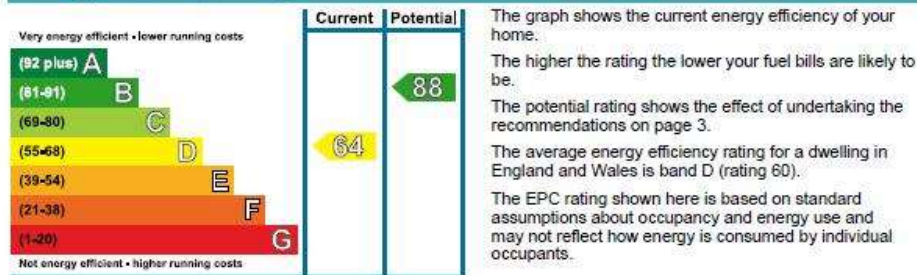 Current Potential
Very energy efficient • lower running costs
(92 plus) A
(81-91) B
88
(69-80) C
(55-68) D
64
(39-54) E
(21-38) F
(1-20) G
Not energy efficient • higher running costs
The graph shows the current energy efficiency of your
home.
The higher the rating the lower your fuel bills are likely to
be.
The potential rating shows the effect of undertaking the
recommendations on page 3.
The average energy efficiency rating for a dwelling in
England and Wales is band D (rating 60).
The EPC rating shown here is based on standard
assumptions about occupancy and energy use and
may not reflect how energy is consumed by individual
occupants.